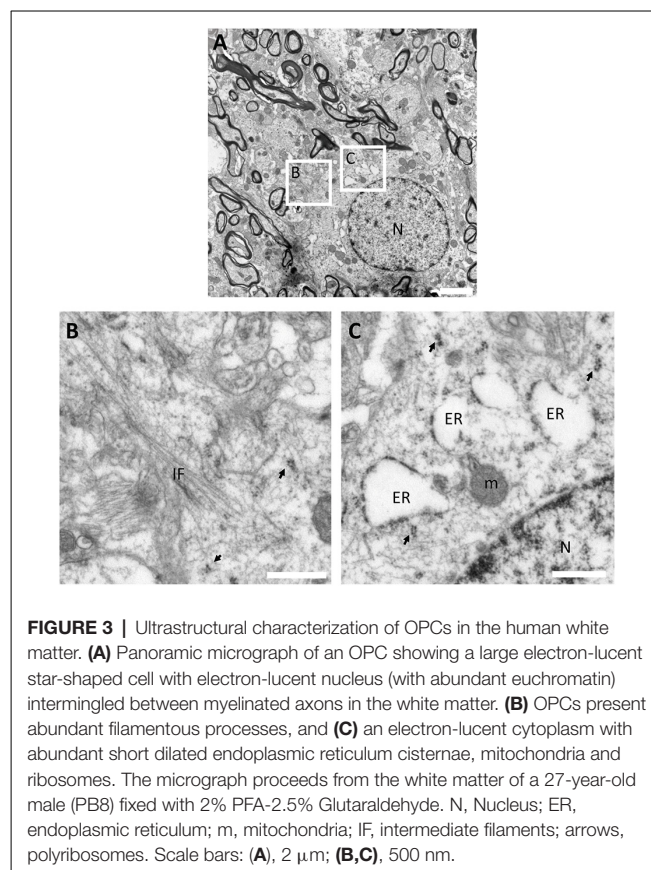 A
B
C
N
B
IF
C
ER
ER
ER
m
N
FIGURE 3 | Ultrastructural characterization of OPCs in the human white
matter. (A) Panoramic micrograph of an OPC showing a large electron-lucent
star-shaped cell with electron-lucent nucleus (with abundant euchromatin)
intermingled between myelinated axons in the white matter. (B) OPCs present
abundant filamentous processes, and (C) an electron-lucent cytoplasm with
abundant short dilated endoplasmic reticulum cisternae, mitochondria and
ribosomes. The micrograph proceeds from the white matter of a 27-year-old
male (PB8) fixed with 2% PFA-2.5% Glutaraldehyde. N, Nucleus; ER,
endoplasmic reticulum; m, mitochondria; IF, intermediate filaments; arrows,
polyribosomes. Scale bars: (A), 2 μm; (B,C), 500 nm.